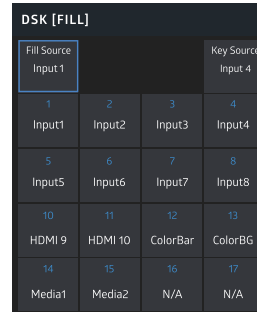 DSK [FILL]
Fill Source
Input 1
Key Source
Input 4
1 2 3 4
Input1 Input2 Input3 Input4
5 6 7 8
Input5 Input6 Input7 Input8
10 11 12 13
HDMI 9 HDMI 10 ColorBar ColorBG
14 15 16 17
Media1 Media2 N/A N/A